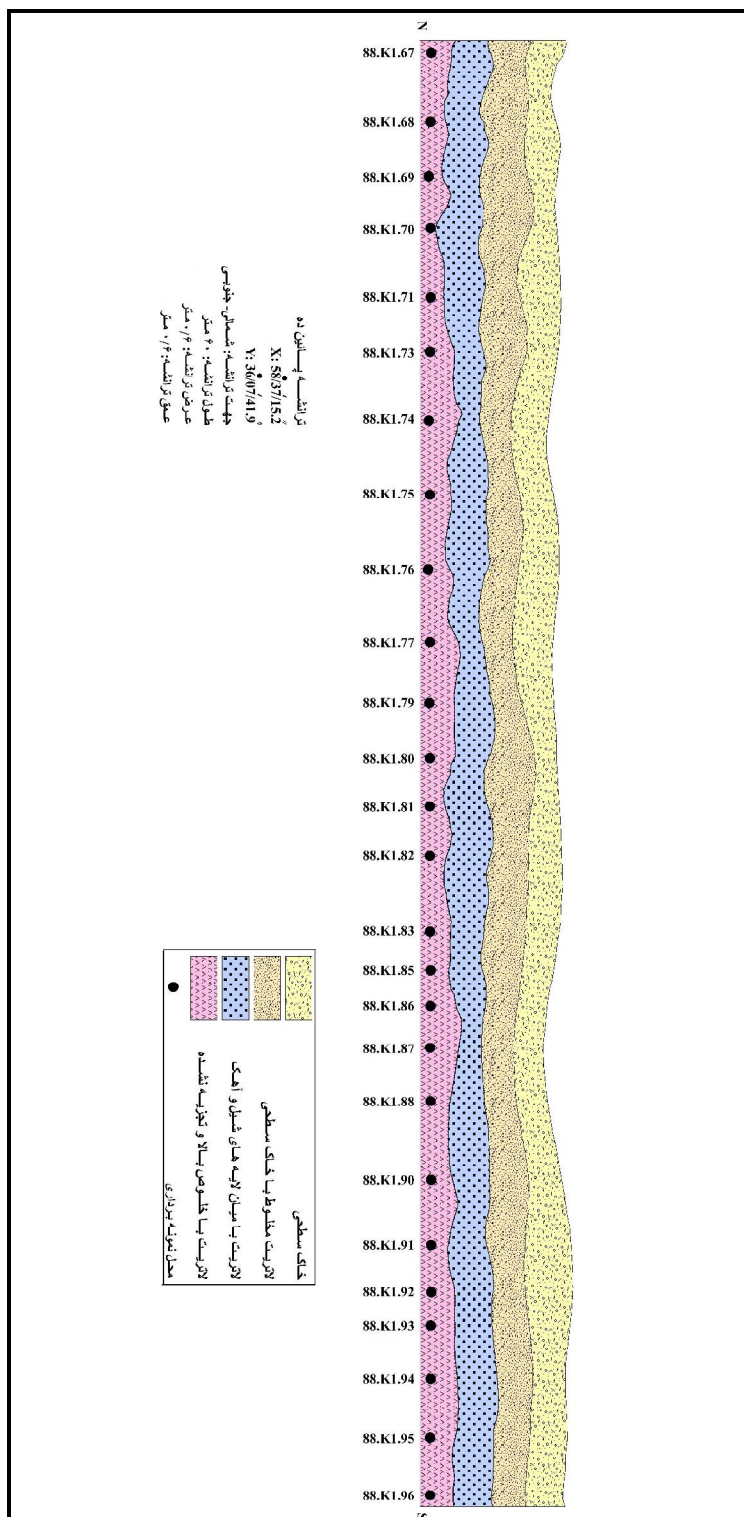 N
88.K1.67
88.K1.68
88.K1.69
88.K1.70
88.K1.71
88.K1.73
88.K1.74
88.K1.75
88.K1.76
88.K1.77
88.K1.79
88.K1.80
88.K1.81
88.K1.82
88.K1.83
88.K1.85
88.K1.86
88.K1.87
88.K1.88
88.K1.90
88.K1.91
88.K1.92
88.K1.93
88.K1.94
88.K1.95
88.K1.96
S
ترانشه پائین ده
X: 58/37/15.2
Y: 36/07/41.9
جهت ترانشه: شمالی- جنوبی
طول ترانشه: ۶۰ متر
عرض ترانشه: ۰/۶ متر
عمق ترانشه: ۰/۶ متر
خاک سطحی
لاتریت مخلوط با خاک سطحی
لاتریت با میان لایه های شیل و آهک
لاتریت با خلوص بالا و تجزیه نشده
محل نمونه برداری